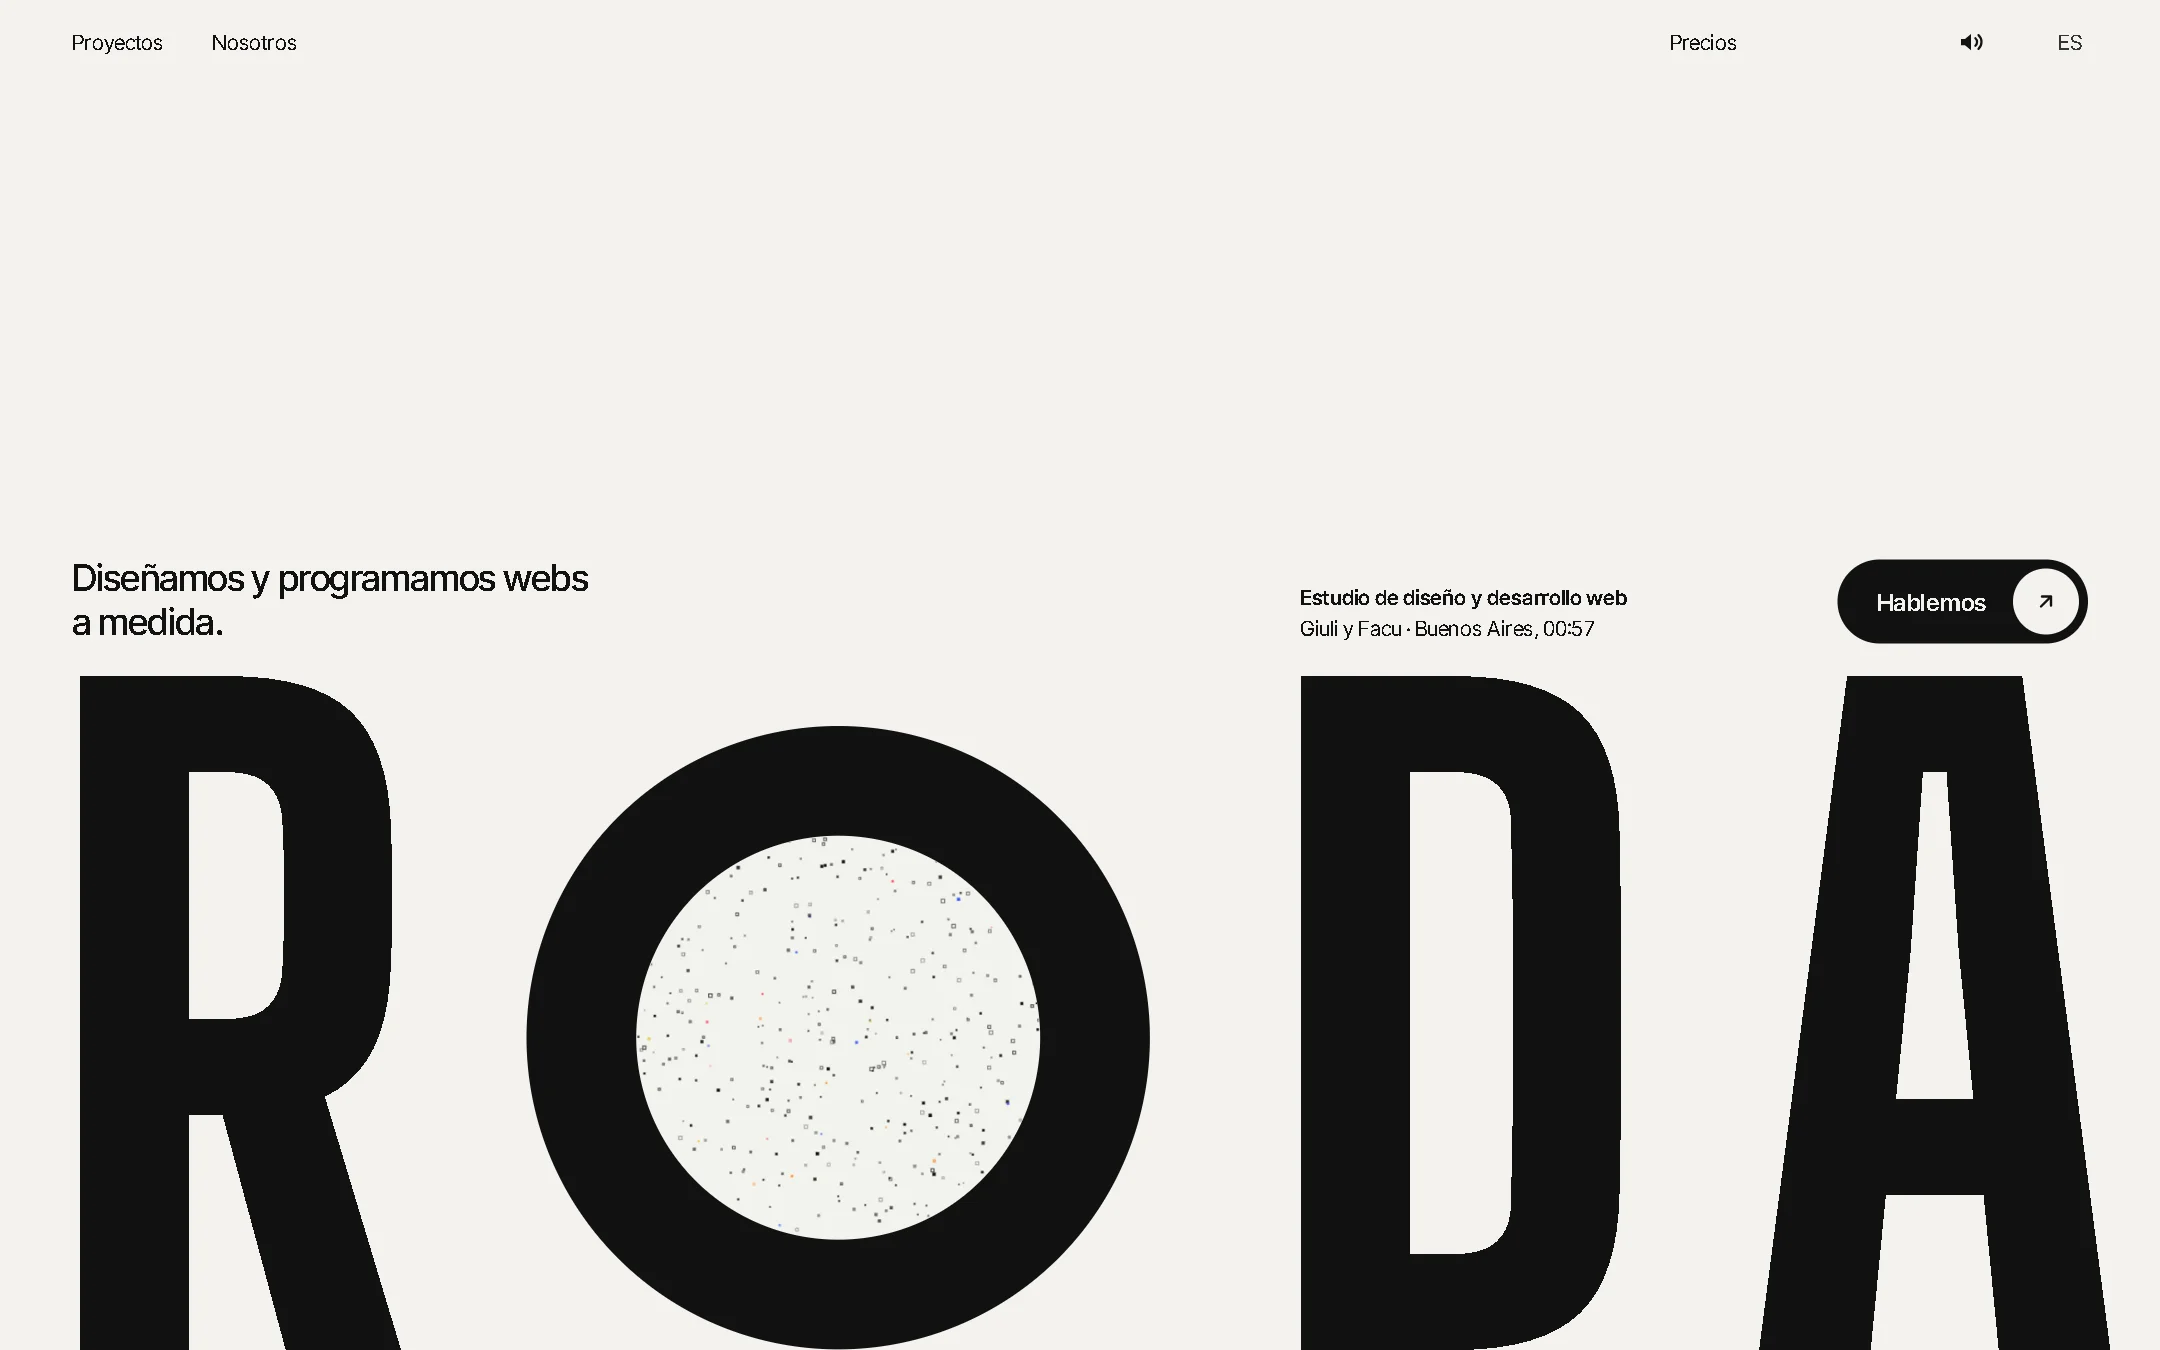 Proyectos Nosotros Precios ES
Diseñamos y programamos webs
a medida.
Estudio de diseño y desarrollo web
Giuli y Facu · Buenos Aires, 00:57
Hablemos
RODA